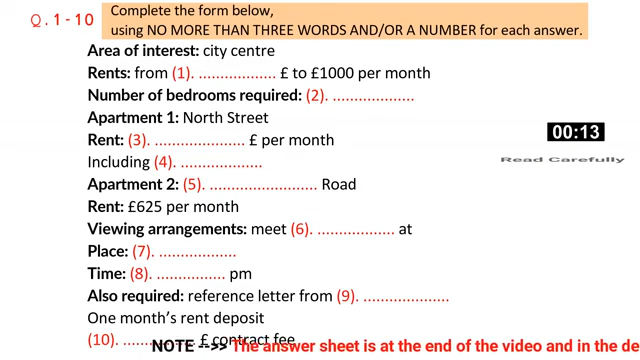 Q.1-10
Complete the form below,
using NO MORE THAN THREE WORDS AND/OR A NUMBER for each answer.
Area of interest: city centre
Rents: from (1). .................. £ to £1000 per month
Number of bedrooms required: (2). ...................
Apartment 1: North Street
Rent: (3). ..................... £ per month
00:13
Read Carefully
Including (4). ...................
Apartment 2: (5). ......................... Road
Rent: £625 per month
Viewing arrangements: meet (6). .................. at
Place: (7). ..................
Time: (8). ................ pm
Also required: reference letter from (9). ....................
One month's rent deposit
(10). ................. £ contract fee
NOTE -->> The answer sheet is at the end of the video and in the de